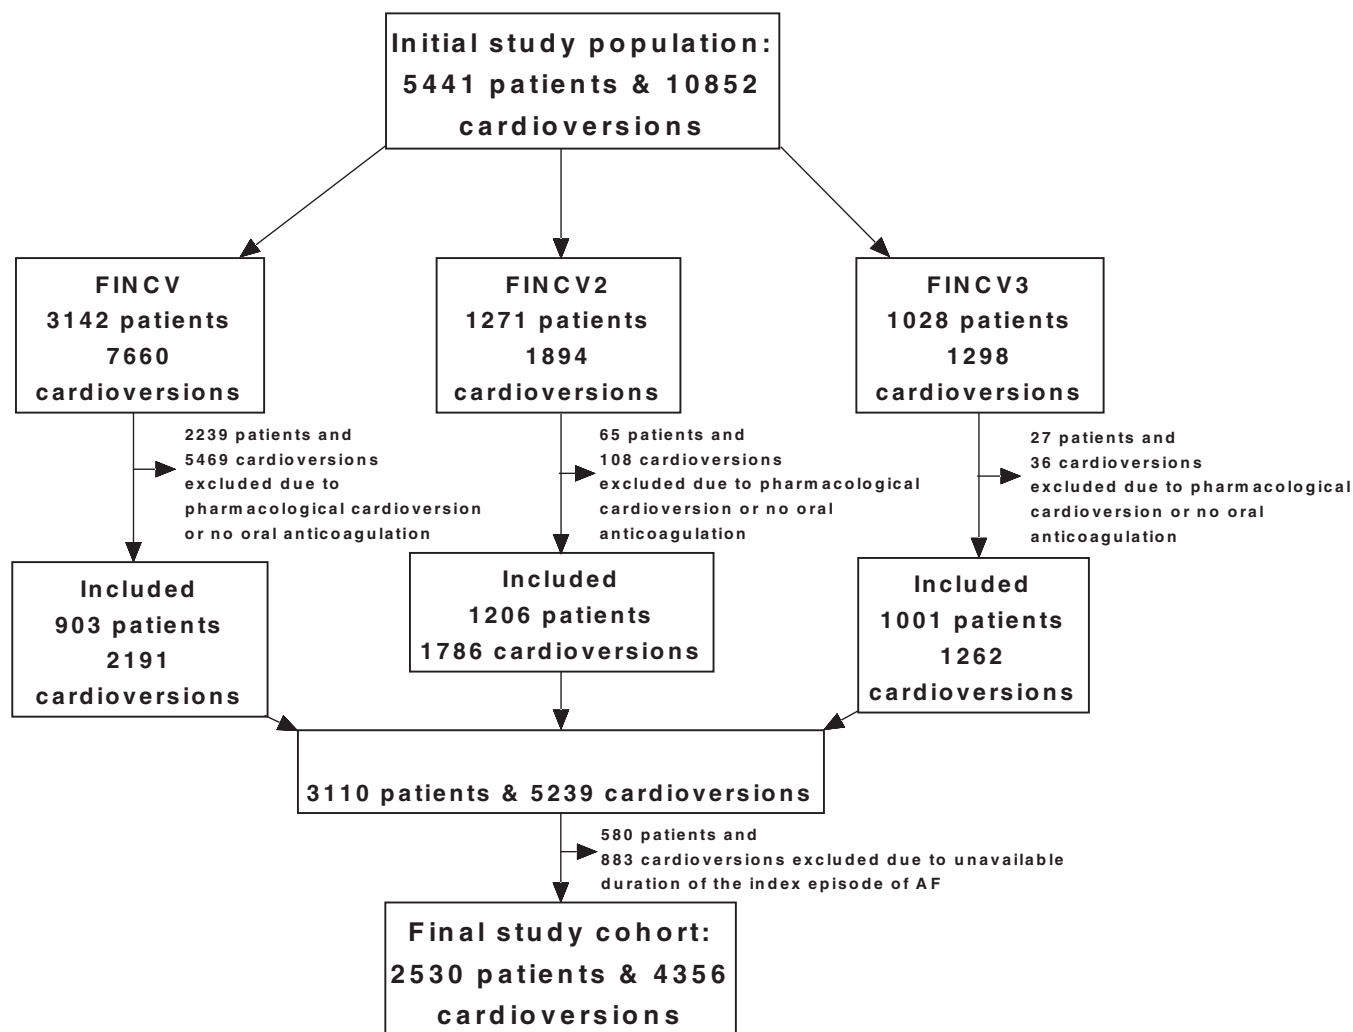 Initial study population:
5441 patients & 10852
cardioversions
FINCV
3142 patients
7660
cardioversions
FINCV2
1271 patients
1894
cardioversions
FINCV3
1028 patients
1298
cardioversions
2239 patients and
5469 cardioversions
excluded due to
pharmacological cardioversion
or no oral anticoagulation
65 patients and
108 cardioversions
excluded due to pharmacological
cardioversion or no oral
anticoagulation
27 patients and
36 cardioversions
excluded due to pharmacological
cardioversion or no oral
anticoagulation
Included
903 patients
2191
cardioversions
Included
1206 patients
1786 cardioversions
Included
1001 patients
1262
cardioversions
3110 patients & 5239 cardioversions
580 patients and
883 cardioversions excluded due to unavailable
duration of the index episode of AF
Final study cohort:
2530 patients & 4356
cardioversions